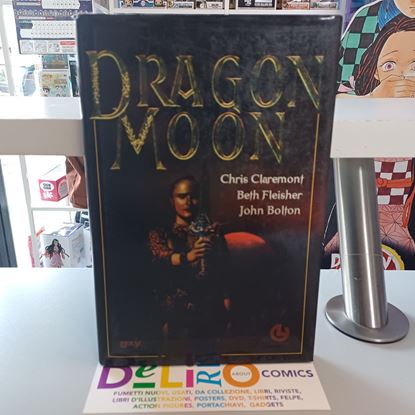 DRAGON
MOON
Chris Claremont
Beth Fleisher
John Bolton
DELIRO
ABOUT
COMICS
FUMETTI NUOVI, USATI, DA COLLEZIONE, LIBRI, RIVISTE,
LIBRI D'ILLUSTRAZIONI, POSTERS, DVD, T-SHIRTS, FELPE,
ACTION FIGURES, PORTACHIAVI, GADGETS